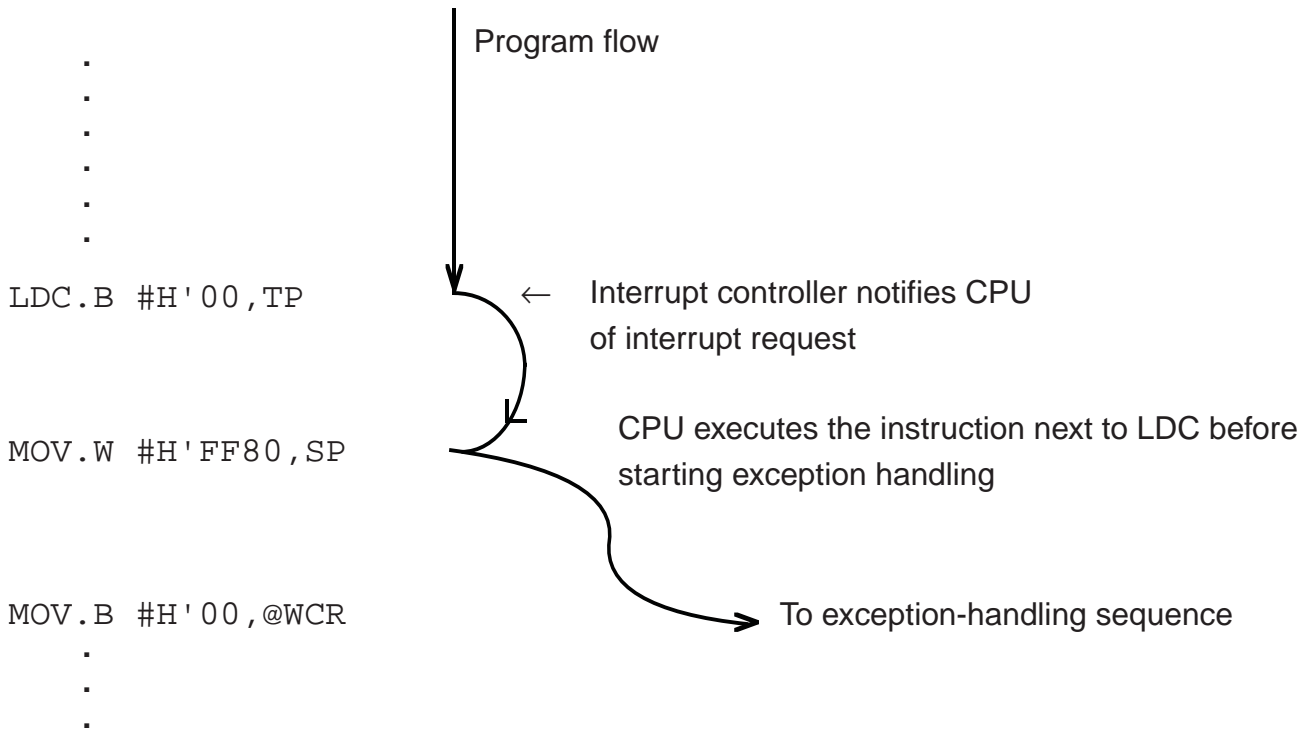 Program flow
.
.
.
.
.
.
LDC.B #H'00,TP
← Interrupt controller notifies CPU
of interrupt request
MOV.W #H'FF80,SP
CPU executes the instruction next to LDC before
starting exception handling
MOV.B #H'00,@WCR
To exception-handling sequence
.
.
.